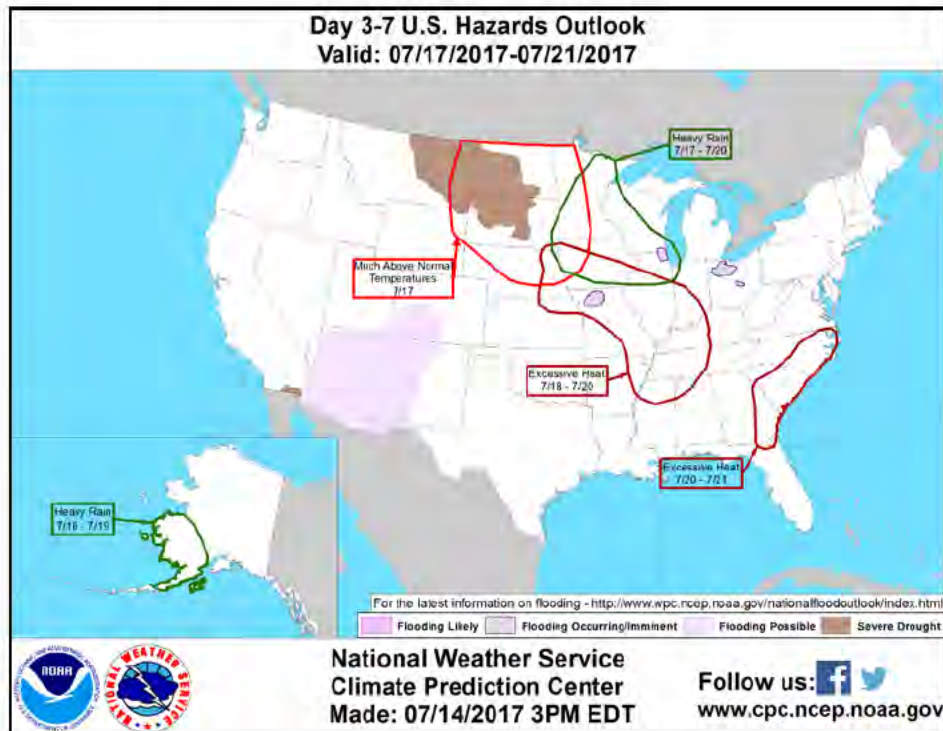 Day 3-7 U.S. Hazards Outlook
Valid: 07/17/2017-07/21/2017
Heavy Rain
7/17 - 7/20
Much Above Normal
Temperatures
7/17
Excessive Heat
7/18 - 7/20
Excessive Heat
7/20 - 7/21
Heavy Rain
7/18 - 7/19
For the latest information on flooding - http://www.wpc.ncep.noaa.gov/nationalfloodoutlook/index.html
Flooding Likely
Flooding Occurring/Imminent
Flooding Possible
Severe Drought
NOAA
NATIONAL WEATHER SERVICE
National Weather Service
Climate Prediction Center
Made: 07/14/2017 3PM EDT
Follow us:
www.cpc.ncep.noaa.gov